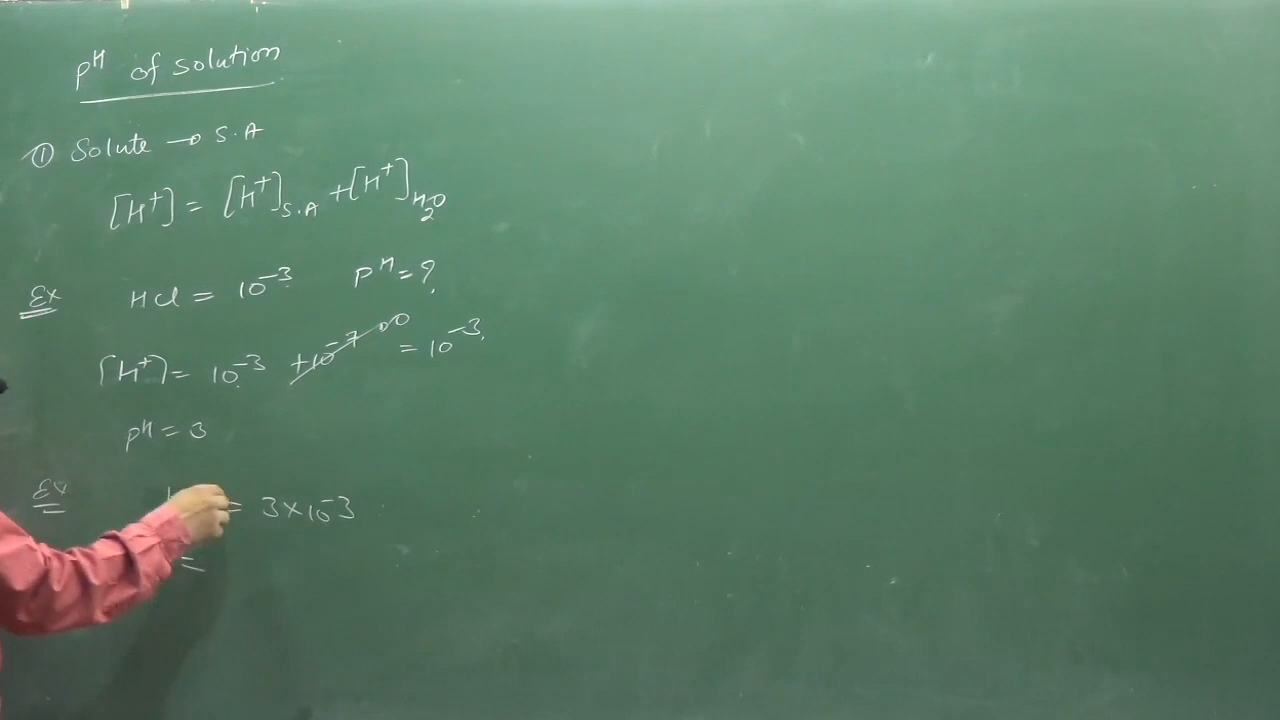 pH of solution
① Solute → S.A
[H⁺] = [H⁺]S.A + [H⁺]H₂O
Ex HCl = 10⁻³ PH = ?
[H⁺] = 10⁻³ +10⁻⁷ = 10⁻³
pH = 3
Ex = 3×10⁻³
=